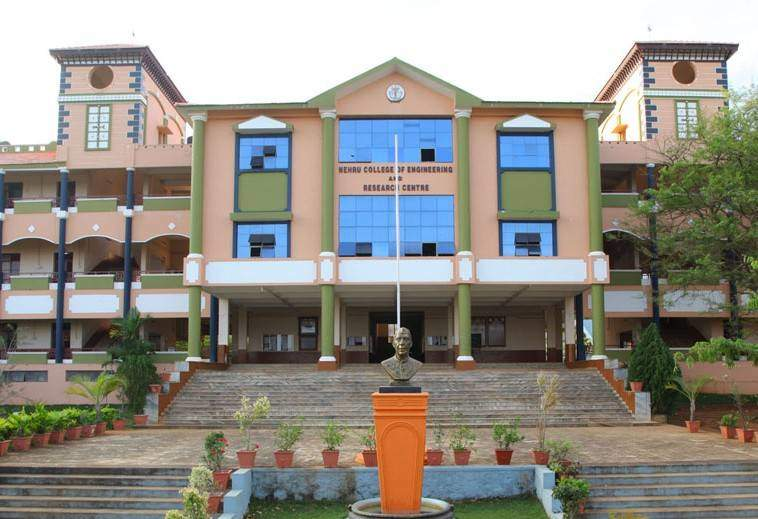 NEHRU COLLEGE OF ENGINEERING
AND
RESEARCH CENTRE